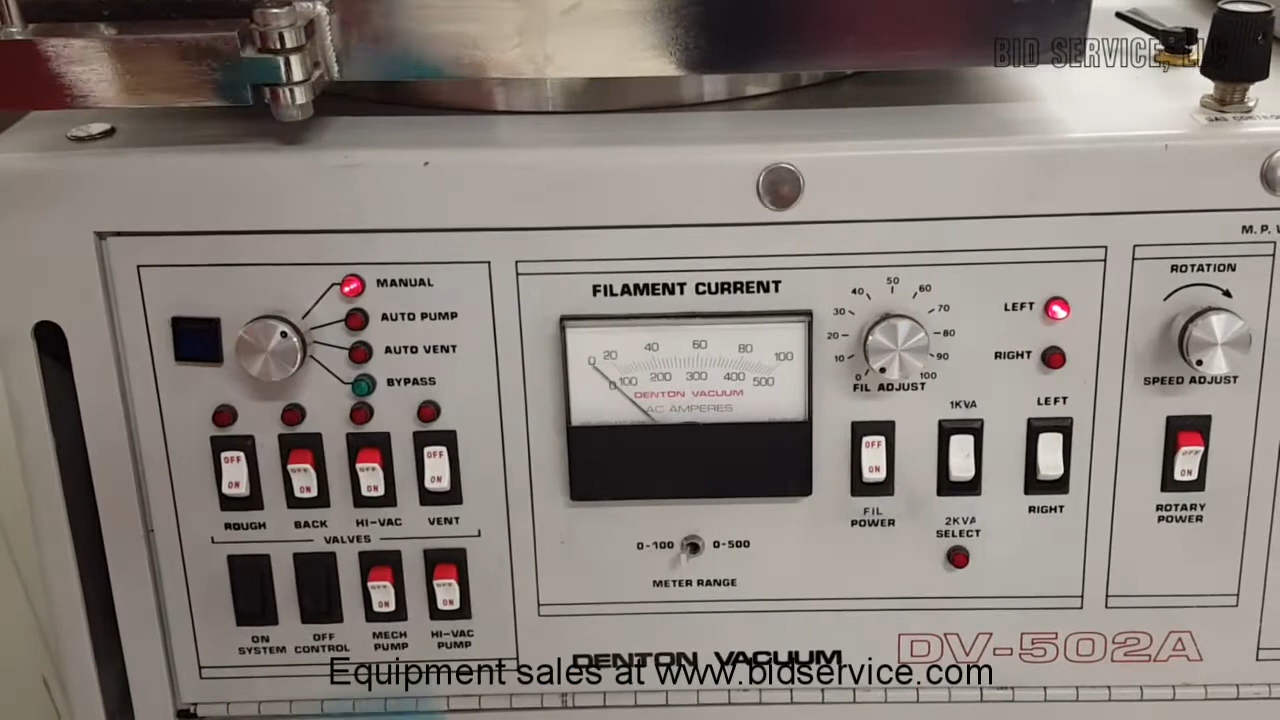 BID SERVICE, LLC
GAS CONTROL
M. P.
MANUAL
AUTO PUMP
AUTO VENT
BYPASS
OFF
ON
OFF
ON
OFF
ON
OFF
ON
ROUGH
BACK
HI-VAC
VENT
VALVES
OFF
ON
OFF
ON
ON
SYSTEM
OFF
CONTROL
MECH
PUMP
HI-VAC
PUMP
FILAMENT CURRENT
0 20 40 60 80 100
0 100 200 300 400 500
DENTON VACUUM
AC AMPERES
0-100
0-500
METER RANGE
0 10 20 30 40 50 60 70 80 90 100
FIL ADJUST
LEFT
RIGHT
OFF
ON
FIL
POWER
1KVA
2KVA
SELECT
LEFT
RIGHT
ROTATION
SPEED ADJUST
OFF
ON
ROTARY
POWER
DENTON VACUUM
DV-502A
Equipment sales at www.bidservice.com